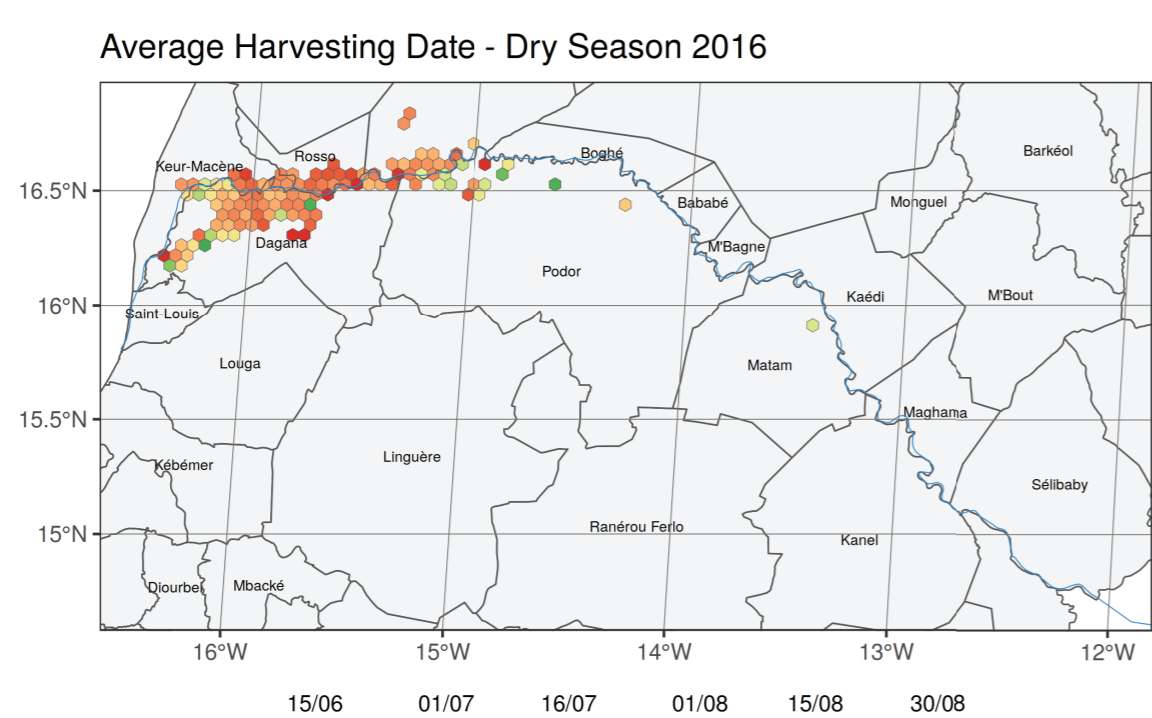 Average Harvesting Date - Dry Season 2016
Barkéol
Boghé
Rosso
Keur-Macène
16.5°N
Monguel
Bababé
Dagana
M'Bagne
Podor
M'Bout
Kaédi
16°N
Saint-Louis
Louga
Matam
15.5°N
Maghama
Linguère
Kébémer
Sélibaby
Ranérou Ferlo
15°N
Kanel
Diourbel
Mbacké
16°W 15°W 14°W 13°W 12°W
15/06 01/07 16/07 01/08 15/08 30/08